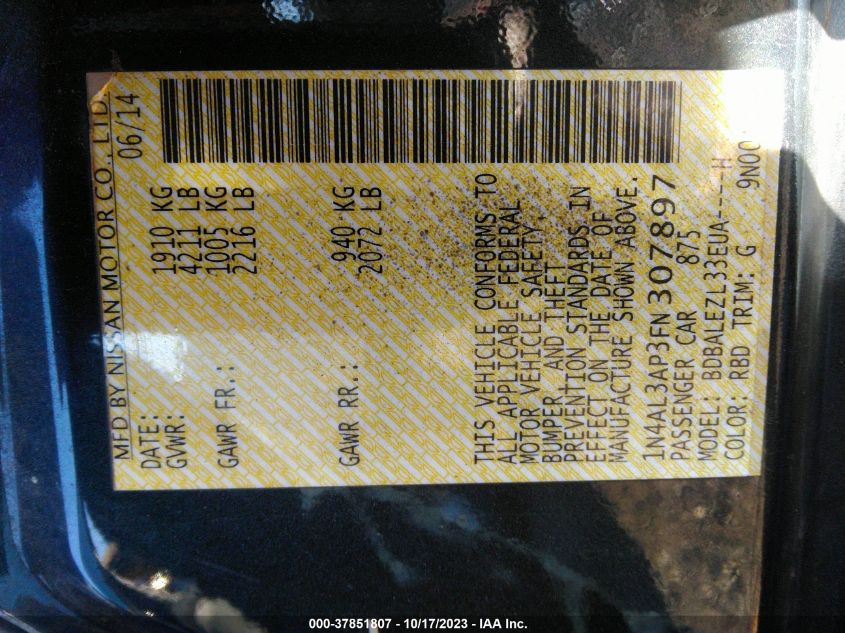 MFD BY NISSAN MOTOR CO., LTD.
DATE: 06/14
GVWR: 1910 KG
4211 LB
GAWR FR.: 1005 KG
2216 LB
GAWR RR.: 940 KG
2072 LB
THIS VEHICLE CONFORMS TO
ALL APPLICABLE FEDERAL
MOTOR VEHICLE SAFETY,
BUMPER AND THEFT
PREVENTION STANDARDS IN
EFFECT ON THE DATE OF
MANUFACTURE SHOWN ABOVE.
1N4AL3AP3FN307897
PASSENGER CAR 875
MODEL: BDBALEZL33EUA----H
COLOR: RBD TRIM: G
000-37851807 - 10/17/2023 - IAA Inc.